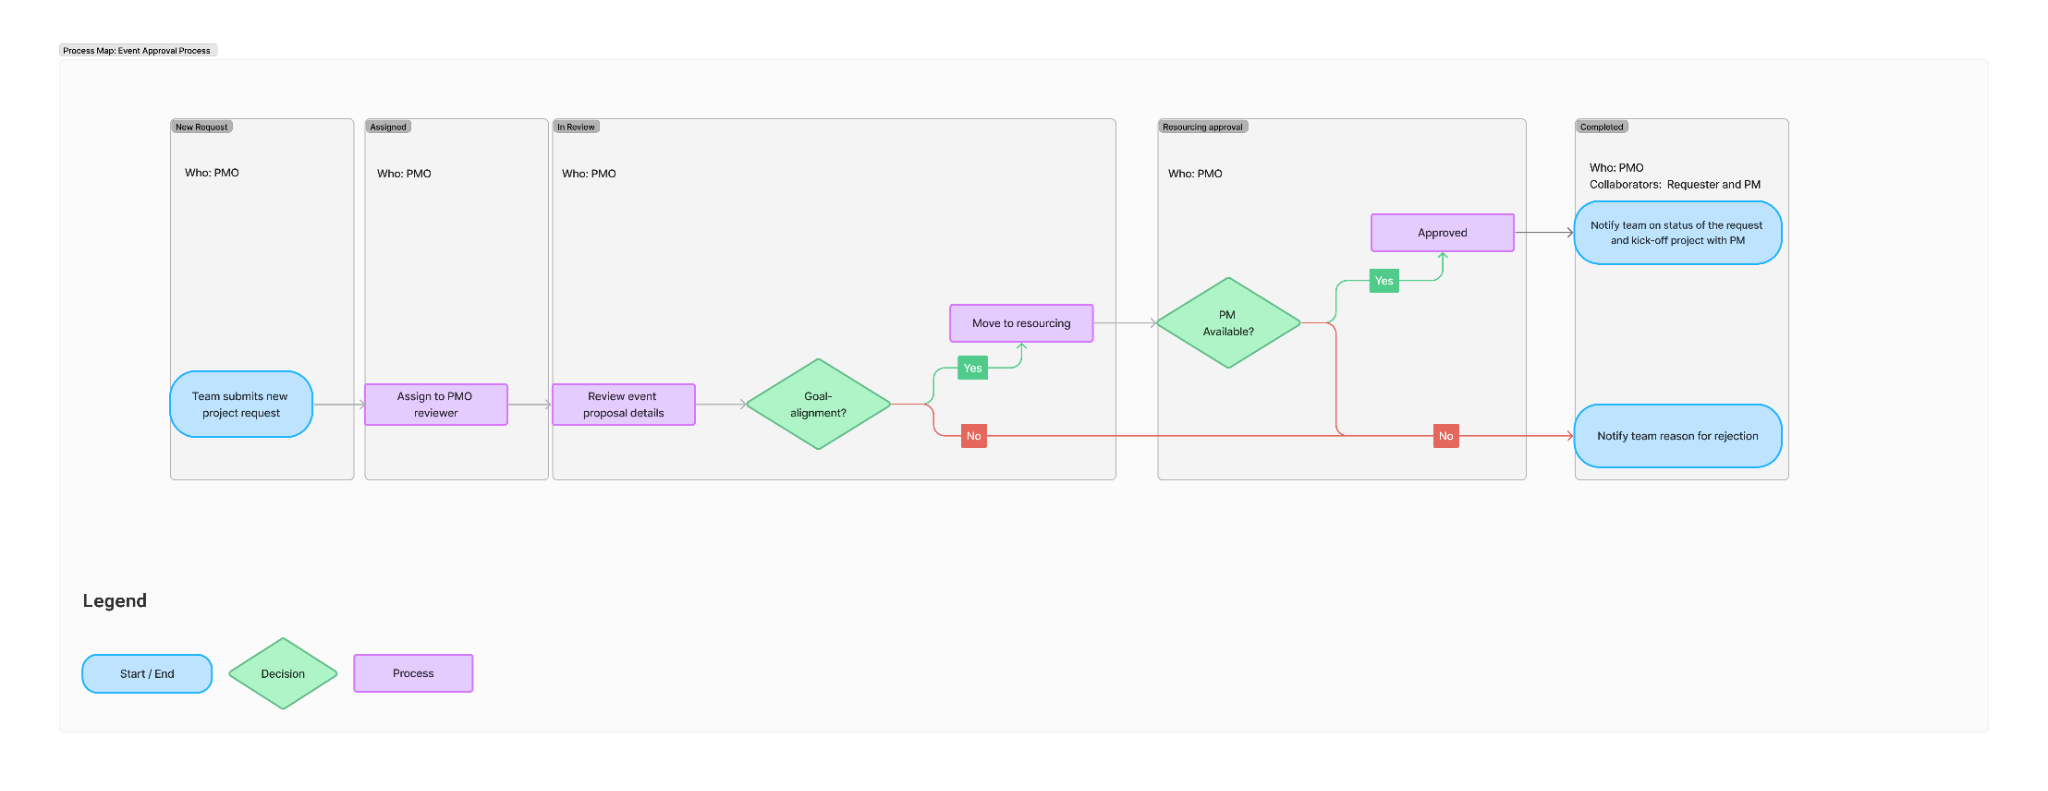 Process Map: Event Approval Process
New Request
Who: PMO
Team submits new
project request
Assigned
Who: PMO
Assign to PMO
reviewer
In Review
Who: PMO
Review event
proposal details
Goal-
alignment?
Yes
No
Move to resourcing
Resourcing approval
Who: PMO
PM
Available?
Yes
No
Approved
Completed
Who: PMO
Collaborators: Requester and PM
Notify team on status of the request
and kick-off project with PM
Notify team reason for rejection
Legend
Start / End
Decision
Process